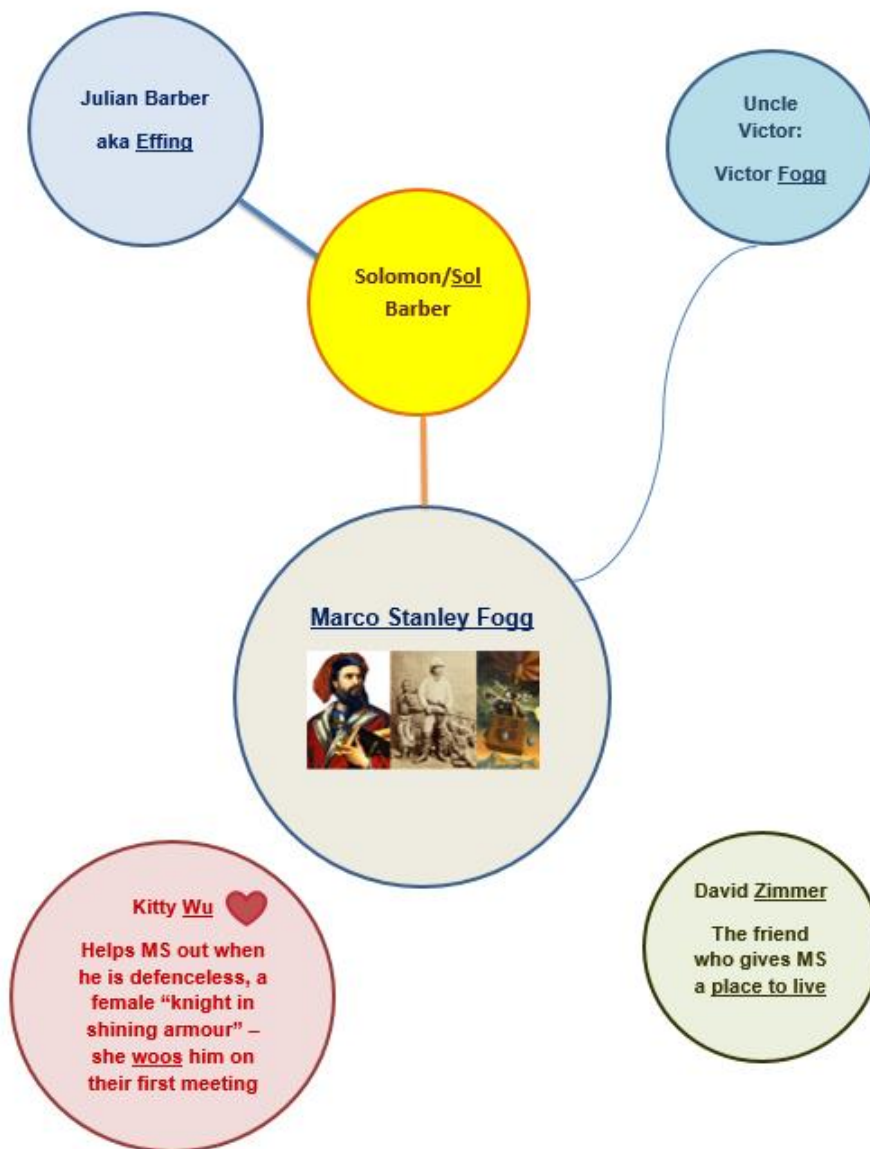 Julian Barber
aka Effing
Uncle
Victor:
Victor Fogg
Solomon/Sol
Barber
Marco Stanley Fogg
Kitty Wu
Helps MS out when
he is defenceless, a
female “knight in
shining armour” –
she woos him on
their first meeting
David Zimmer
The friend
who gives MS
a place to live